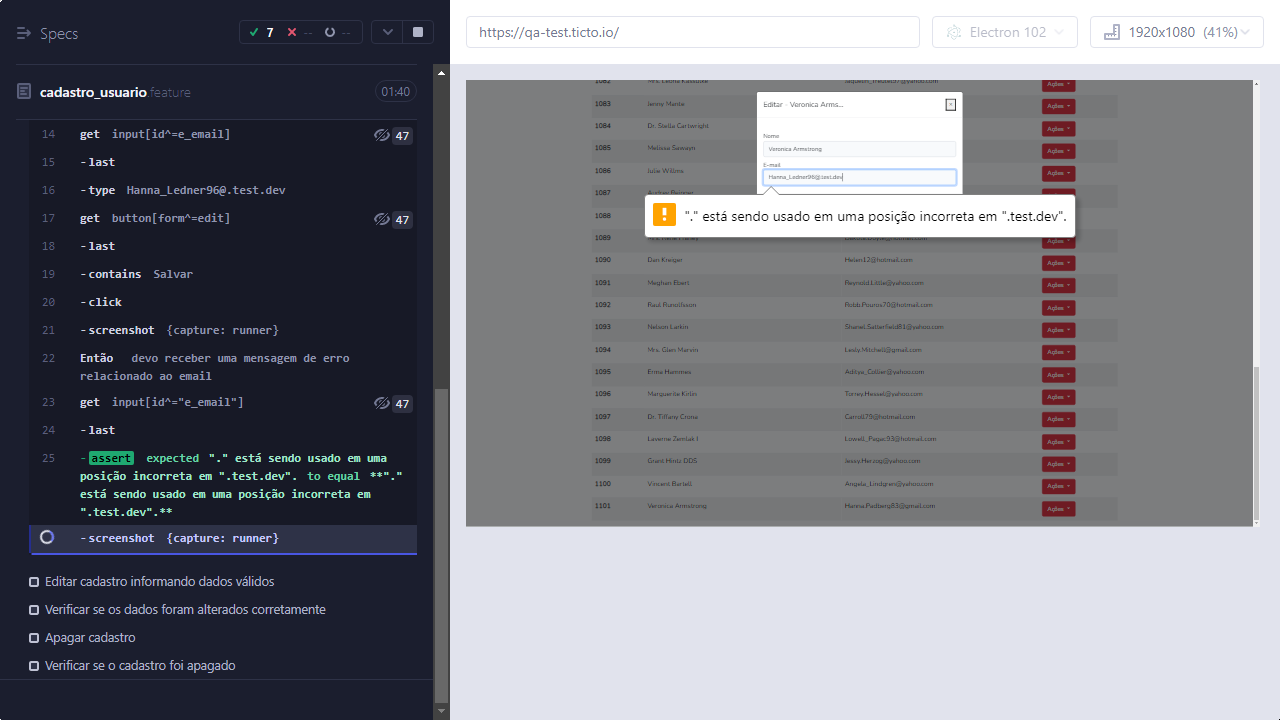 Specs
7
--
--
cadastro_usuario.feature
01:40
14 get input[id^=e_email] 47
15 -last
16 -type Hanna_Ledner96@.test.dev
17 get button[form^=edit] 47
18 -last
19 -contains Salvar
20 -click
21 -screenshot {capture: runner}
22 Então devo receber uma mensagem de erro
relacionado ao email
23 get input[id^="e_email"] 47
24 -last
25 -assert expected "." está sendo usado em uma
posição incorreta em ".test.dev". to equal **"."
está sendo usado em uma posição incorreta em
".test.dev".**
-screenshot {capture: runner}
Editar cadastro informando dados válidos
Verificar se os dados foram alterados corretamente
Apagar cadastro
Verificar se o cadastro foi apagado
https://qa-test.ticto.io/
Electron 102
1920x1080 (41%)
1082 Ações
1083 Jenny Mante Ações
1084 Dr. Stella Cartwright Ações
1085 Melissa Sawayn Ações
1086 Julie Willms Ações
1087 Ações
1088
1089 Ações
1090 Dan Kreiger Helen12@hotmail.com Ações
1091 Meghan Ebert Reynold.Little@yahoo.com Ações
1092 Raul Runolfsson Robb.Pouros70@hotmail.com Ações
1093 Nelson Larkin Shanel.Satterfield81@yahoo.com Ações
1094 Mrs. Glen Marvin Lesly.Mitchell@gmail.com Ações
1095 Erma Hammes Aditya_Collier@yahoo.com Ações
1096 Marguerite Kirlin Torrey.Hessel@yahoo.com Ações
1097 Dr. Tiffany Crona Carroll79@hotmail.com Ações
1098 Laverne Zemlak I Lowell_Pagac93@hotmail.com Ações
1099 Grant Hintz DDS Jessy.Herzog@yahoo.com Ações
1100 Vincent Bartell Angela_Lindgren@yahoo.com Ações
1101 Veronica Armstrong Hanna.Padberg83@gmail.com Ações
Editar - Veronica Arms...
Nome
Veronica Armstrong
E-mail
Hanna_Ledner96@.test.dev
"." está sendo usado em uma posição incorreta em ".test.dev".